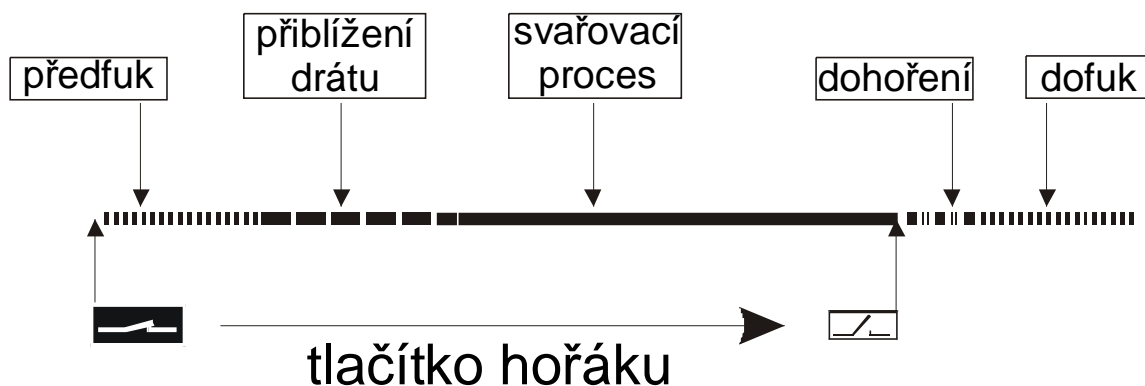 předfuk
přiblížení
drátu
svařovací
proces
dohoření
dofuk
tlačítko hořáku